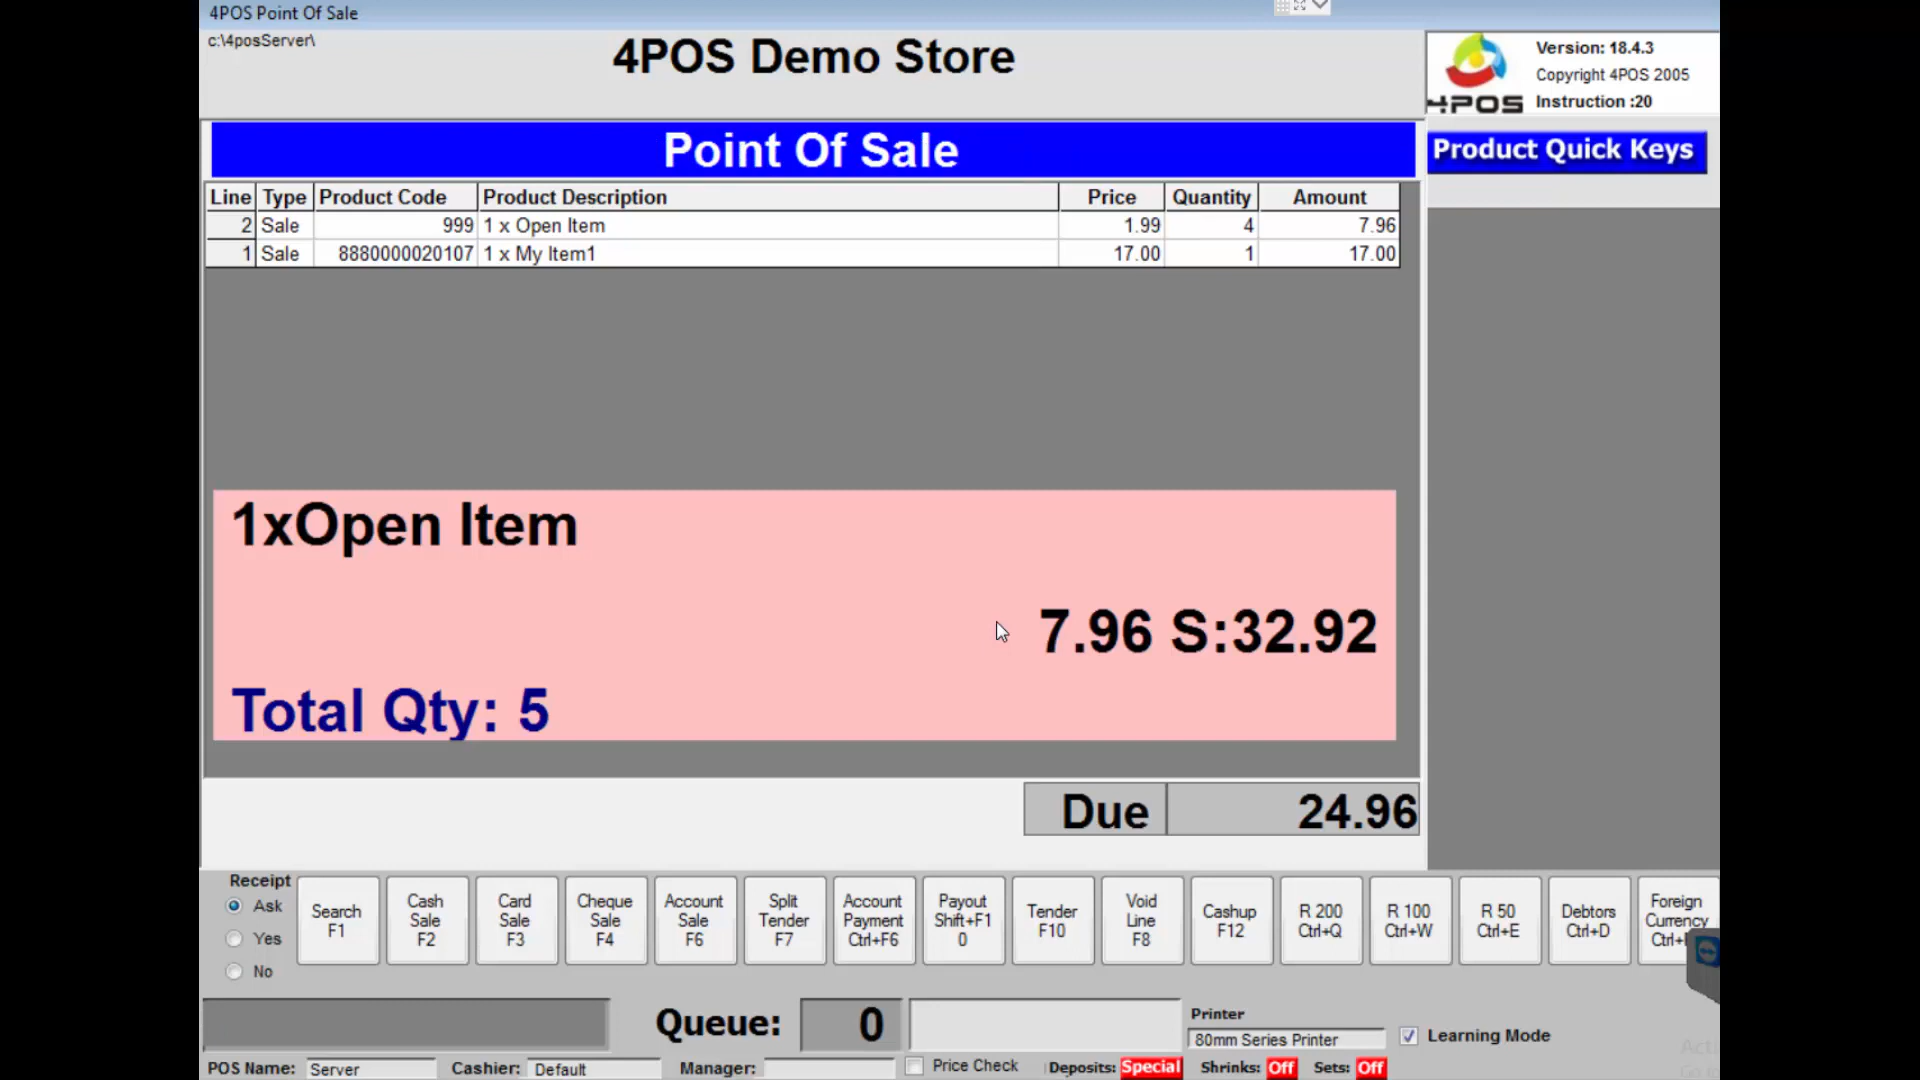 4POS Point Of Sale
c:\4posServer\
4POS Demo Store
4POS
Version: 18.4.3
Copyright 4POS 2005
Instruction :20
Point Of Sale
Product Quick Keys
Line Type Product Code Product Description Price Quantity Amount
2 Sale 999 1 x Open Item 1.99 4 7.96
1 Sale 8880000020107 1 x My Item1 17.00 1 17.00
1xOpen Item
7.96 S:32.92
Total Qty: 5
Due 24.96
Receipt
Ask
Yes
No
Search
F1
Cash
Sale
F2
Card
Sale
F3
Cheque
Sale
F4
Account
Sale
F6
Split
Tender
F7
Account
Payment
Ctrl+F6
Payout
Shift+F1
0
Tender
F10
Void
Line
F8
Cashup
F12
R 200
Ctrl+Q
R 100
Ctrl+W
R 50
Ctrl+E
Debtors
Ctrl+D
Foreign
Currency
Queue: 0
Printer
80mm Series Printer
Learning Mode
POS Name: Server Cashier: Default Manager: Price Check Deposits: Special Shrinks: Off Sets: Off